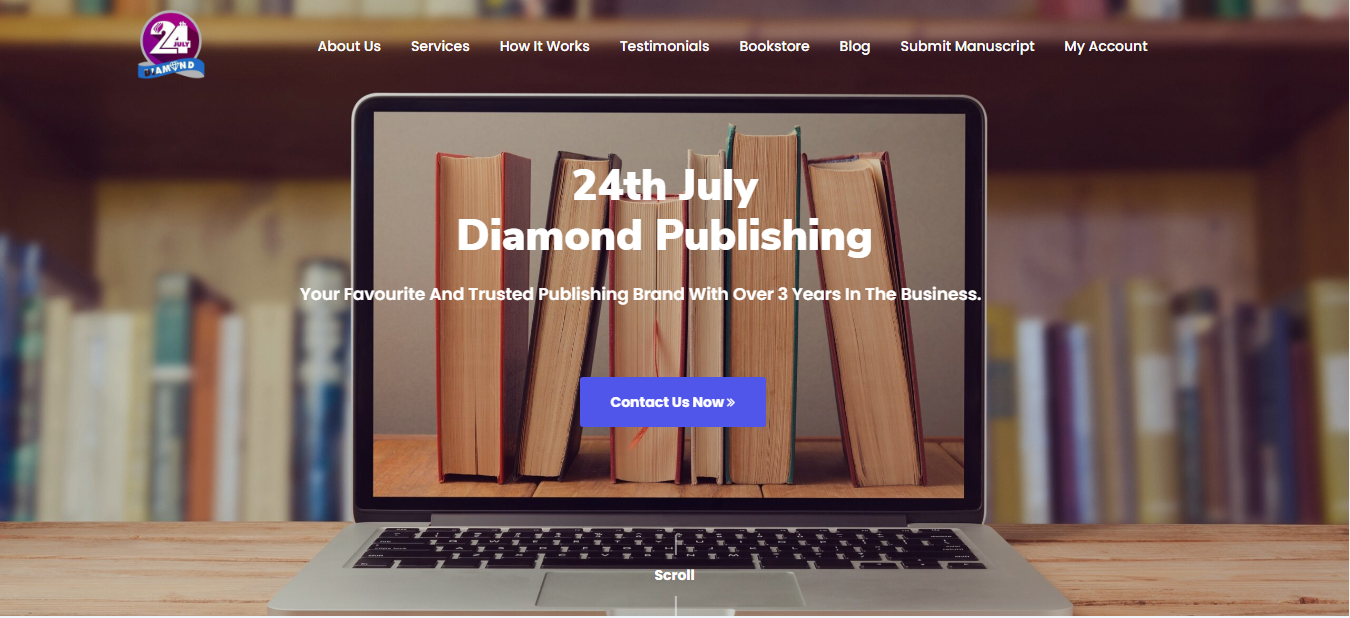 24
JULY
DIAMOND
About Us
Services
How It Works
Testimonials
Bookstore
Blog
Submit Manuscript
My Account
24th July
Diamond Publishing
Your Favourite And Trusted Publishing Brand With Over 3 Years In The Business.
Contact Us Now »
Scroll